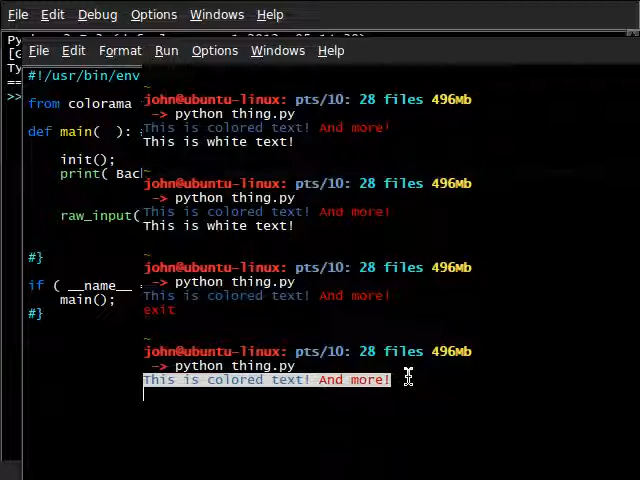 File Edit Debug Options Windows Help
File Edit Format Run Options Windows Help
#!/usr/bin/env
from colorama
def main( ): #
init();
print( Bac
raw_input(
#}
if ( __name__ =
main();
#}
>>
~
john@ubuntu-linux: pts/10: 28 files 496Mb
-> python thing.py
This is colored text! And more!
This is white text!
~
john@ubuntu-linux: pts/10: 28 files 496Mb
-> python thing.py
This is colored text! And more!
This is white text!
~
john@ubuntu-linux: pts/10: 28 files 496Mb
-> python thing.py
This is colored text! And more!
exit
~
john@ubuntu-linux: pts/10: 28 files 496Mb
-> python thing.py
This is colored text! And more!